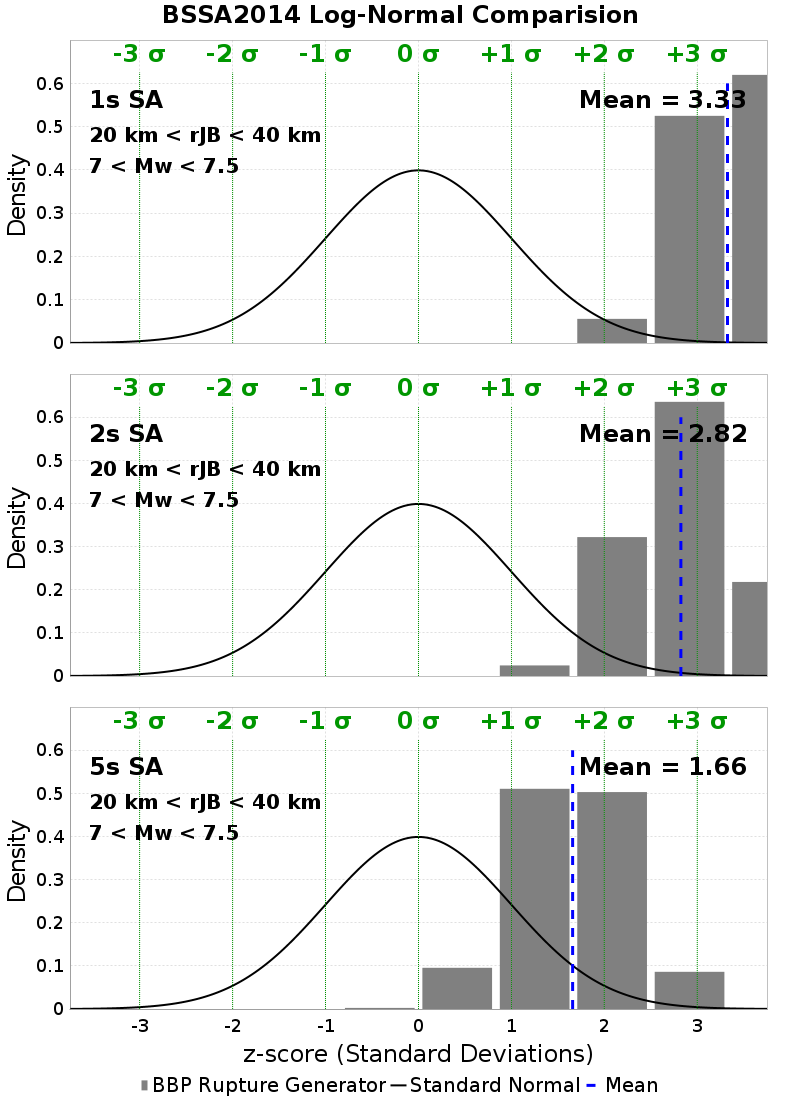 BSSA2014 Log-Normal Comparision
-3 σ -2 σ -1 σ 0 σ +1 σ +2 σ +3 σ
1s SA
Mean = 3.33
20 km < rJB < 40 km
7 < Mw < 7.5
Density
0.6
0.5
0.4
0.3
0.2
0.1
0
-3 σ -2 σ -1 σ 0 σ +1 σ +2 σ +3 σ
2s SA
Mean = 2.82
20 km < rJB < 40 km
7 < Mw < 7.5
Density
0.6
0.5
0.4
0.3
0.2
0.1
0
-3 σ -2 σ -1 σ 0 σ +1 σ +2 σ +3 σ
5s SA
Mean = 1.66
20 km < rJB < 40 km
7 < Mw < 7.5
Density
0.6
0.5
0.4
0.3
0.2
0.1
0
-3 -2 -1 0 1 2 3
z-score (Standard Deviations)
BBP Rupture Generator Standard Normal Mean